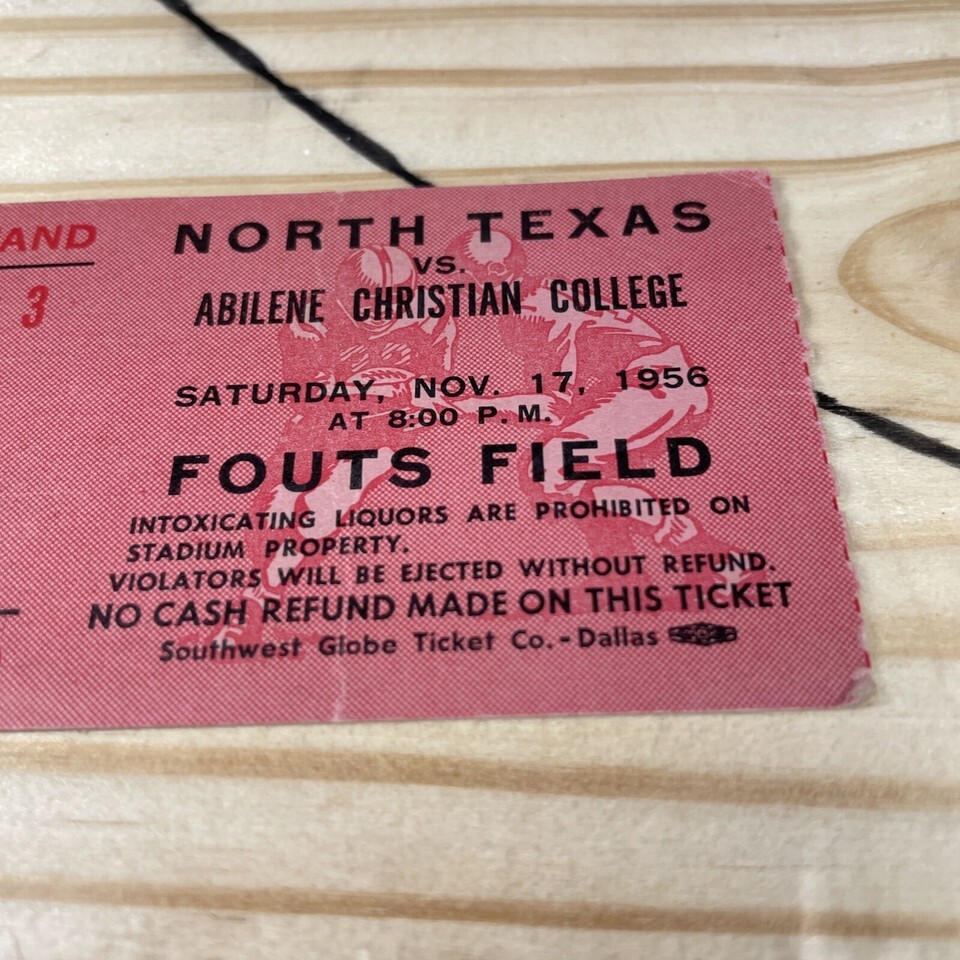 AND
3
NORTH TEXAS
VS.
ABILENE CHRISTIAN COLLEGE
SATURDAY, NOV. 17, 1956
AT 8:00 P.M.
FOUTS FIELD
INTOXICATING LIQUORS ARE PROHIBITED ON
STADIUM PROPERTY.
VIOLATORS WILL BE EJECTED WITHOUT REFUND.
NO CASH REFUND MADE ON THIS TICKET
Southwest Globe Ticket Co. - Dallas